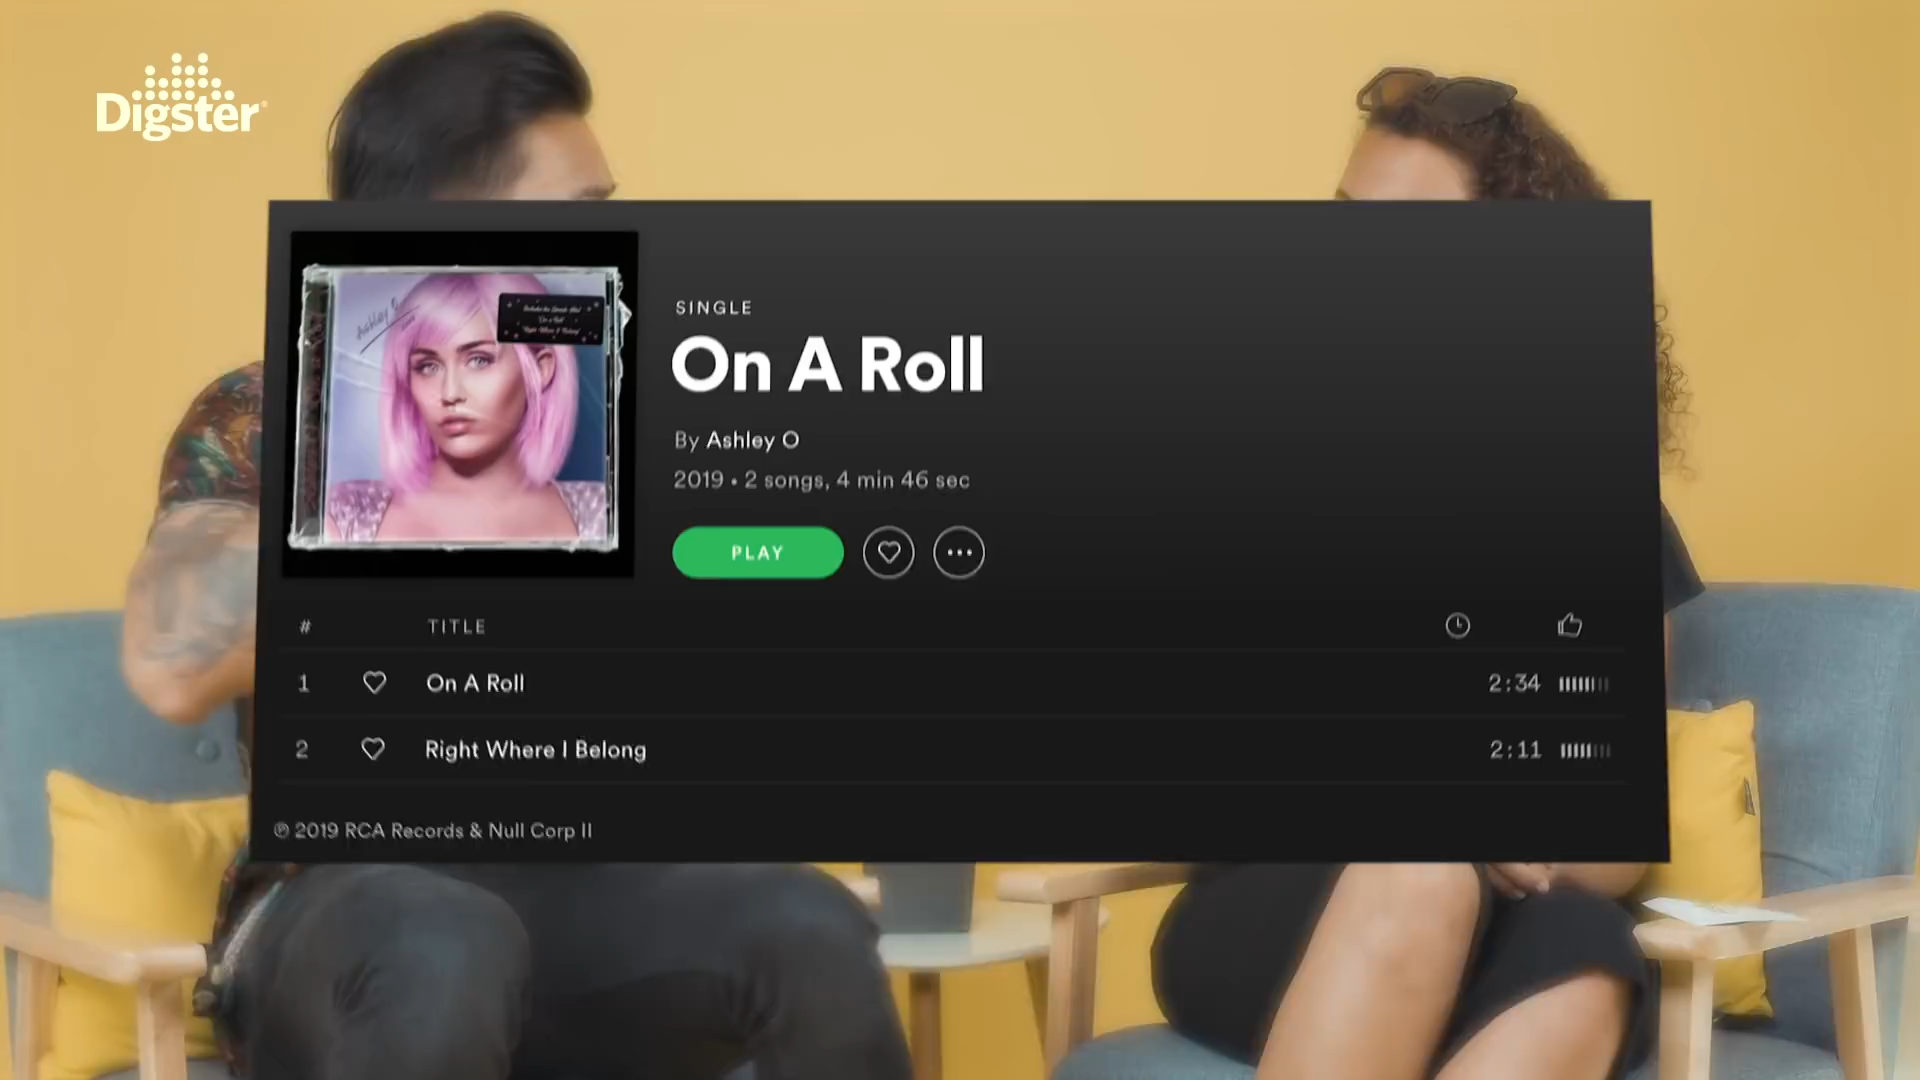 Digster
Ashley O
SINGLE
On A Roll
By Ashley O
2019 • 2 songs, 4 min 46 sec
PLAY
# TITLE
1 On A Roll 2:34
2 Right Where I Belong 2:11
℗ 2019 RCA Records & Null Corp II